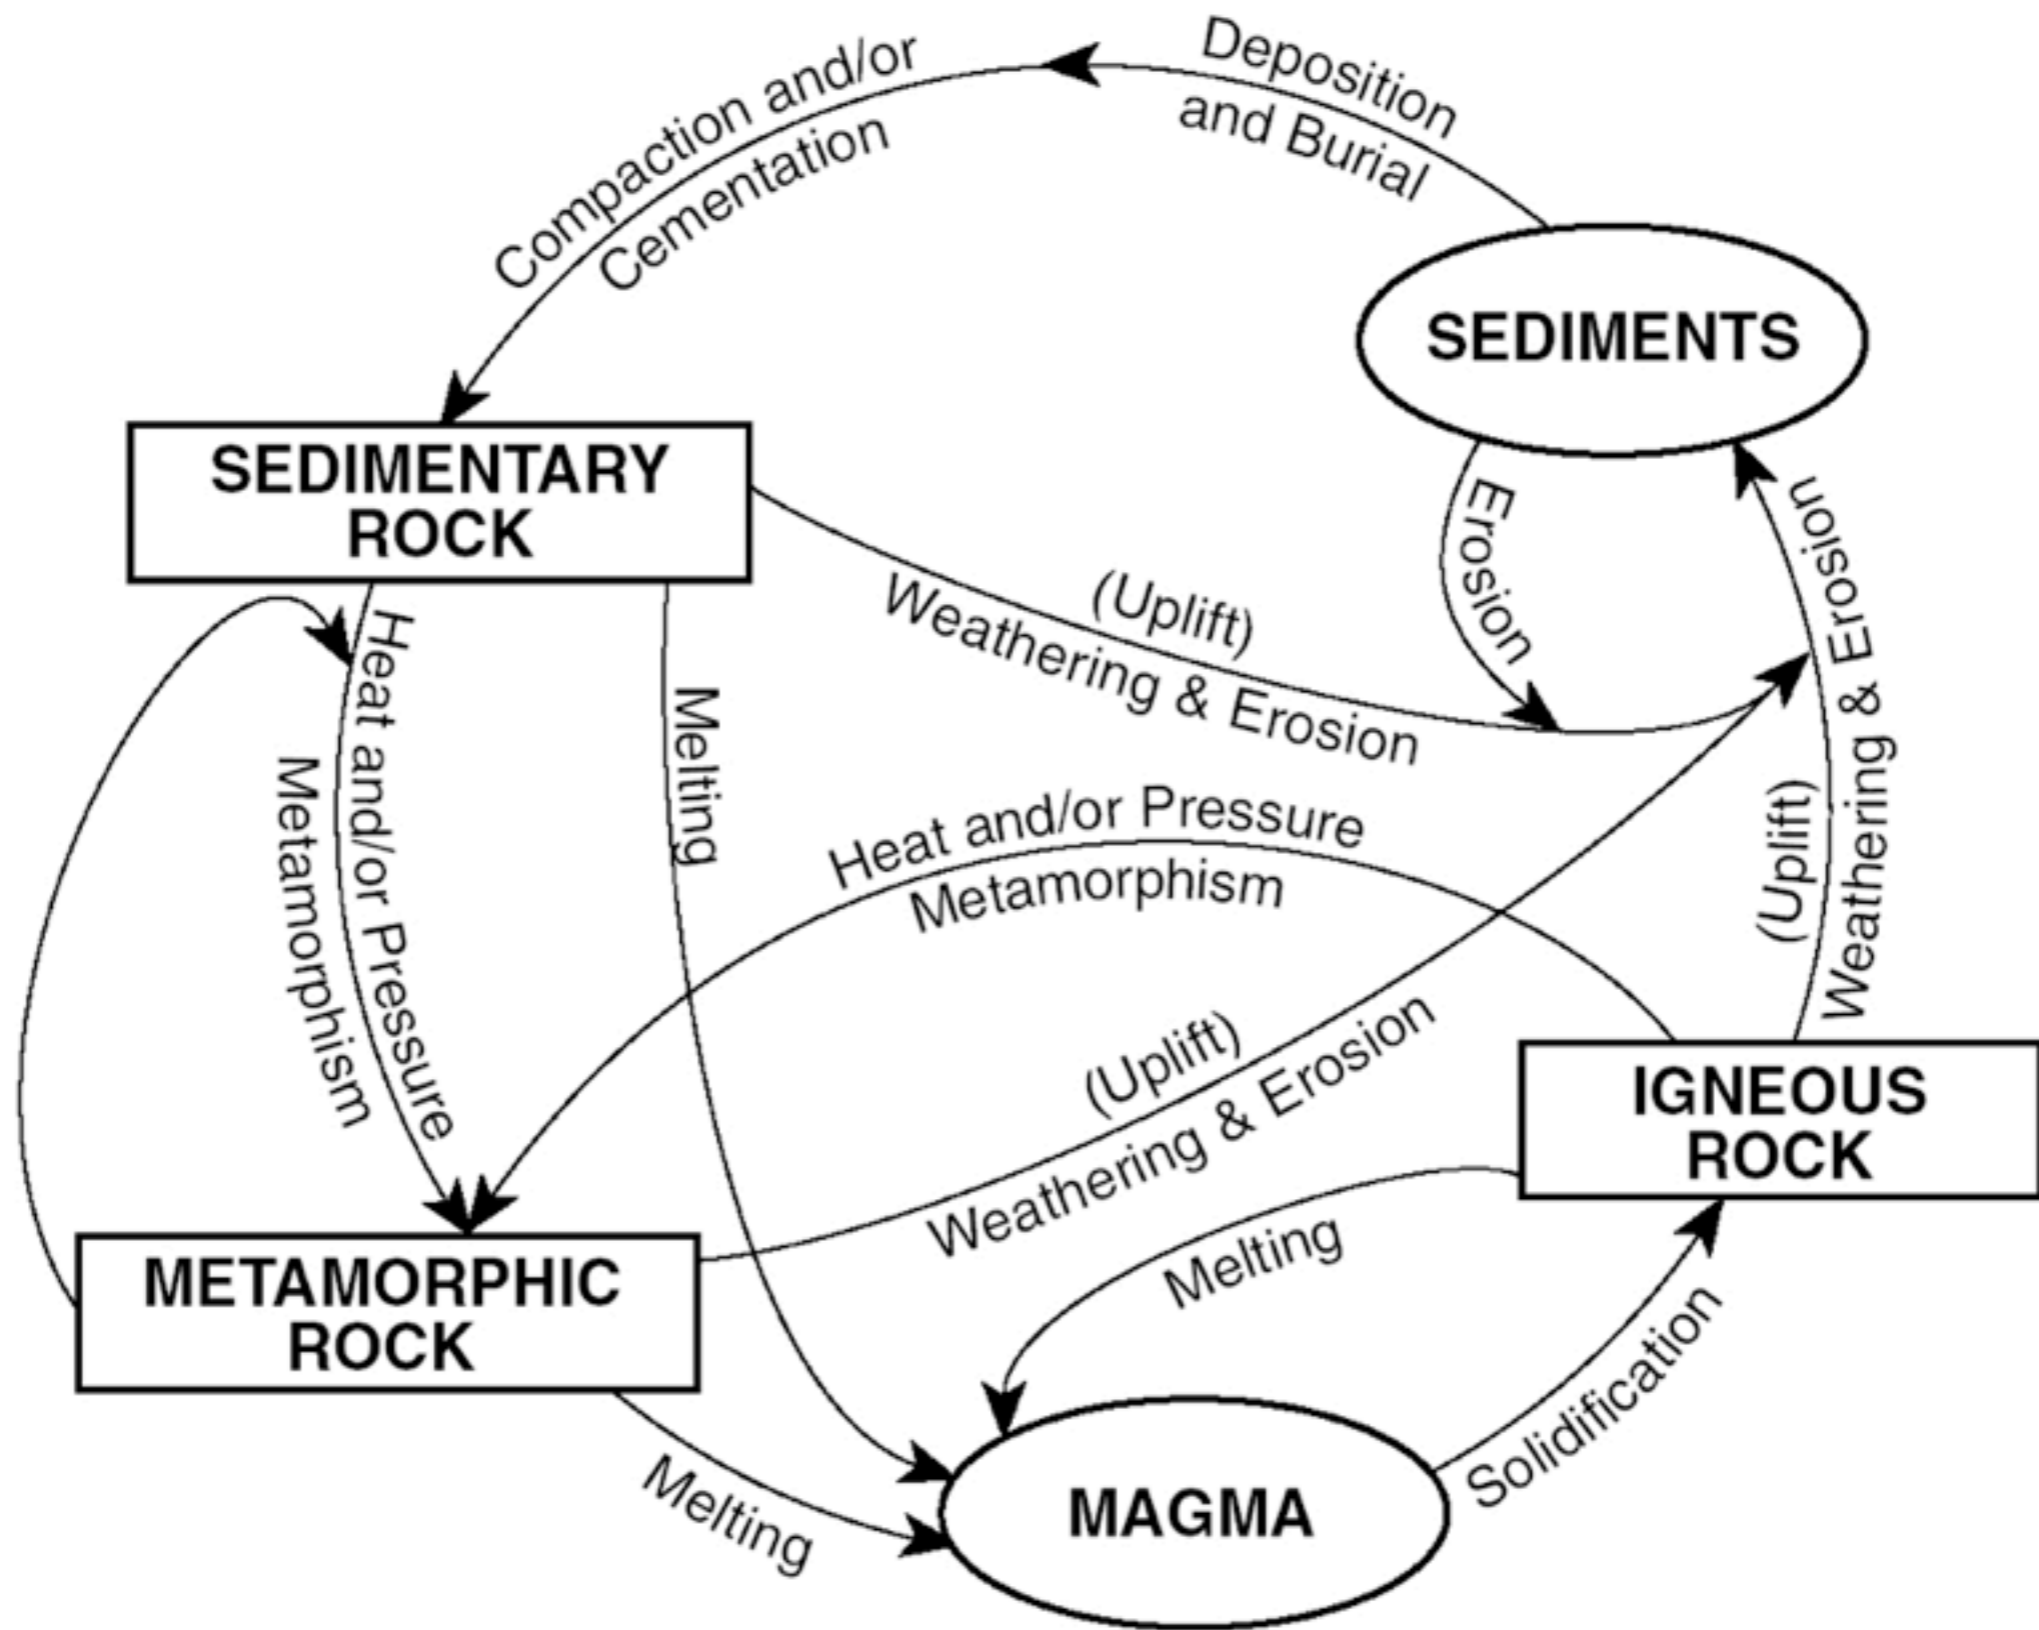 Deposition
and Burial
Compaction and/or
Cementation
SEDIMENTS
SEDIMENTARY
ROCK
Erosion
(Uplift)
Weathering & Erosion
(Uplift)
Weathering & Erosion
Heat and/or Pressure
Metamorphism
Melting
Heat and/or Pressure
Metamorphism
(Uplift)
Weathering & Erosion
IGNEOUS
ROCK
METAMORPHIC
ROCK
Melting
Melting
Solidification
MAGMA